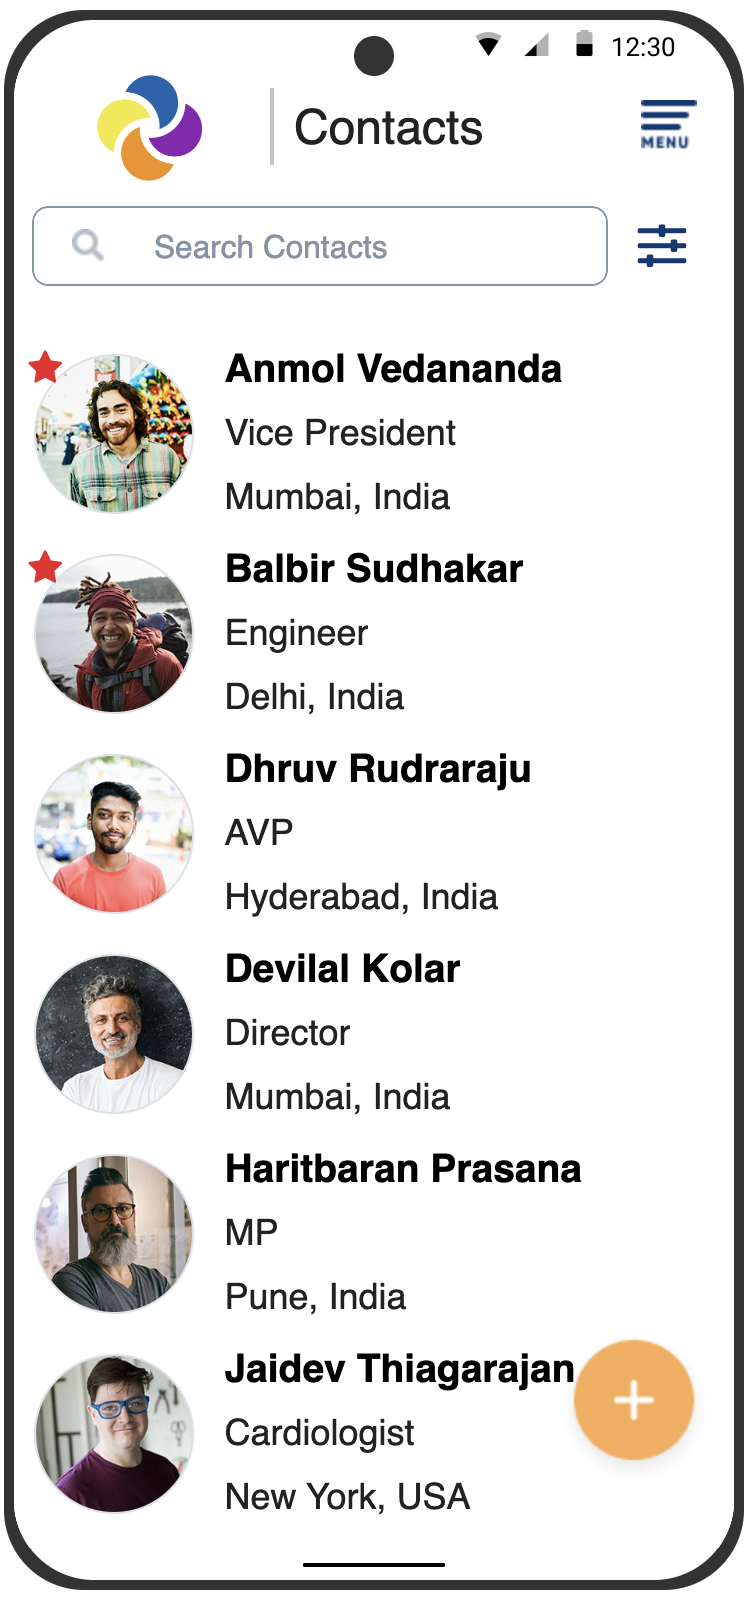 12:30
Contacts
MENU
Search Contacts
Anmol Vedananda
Vice President
Mumbai, India
Balbir Sudhakar
Engineer
Delhi, India
Dhruv Rudraraju
AVP
Hyderabad, India
Devilal Kolar
Director
Mumbai, India
Haritbaran Prasana
MP
Pune, India
Jaidev Thiagarajan
Cardiologist
New York, USA